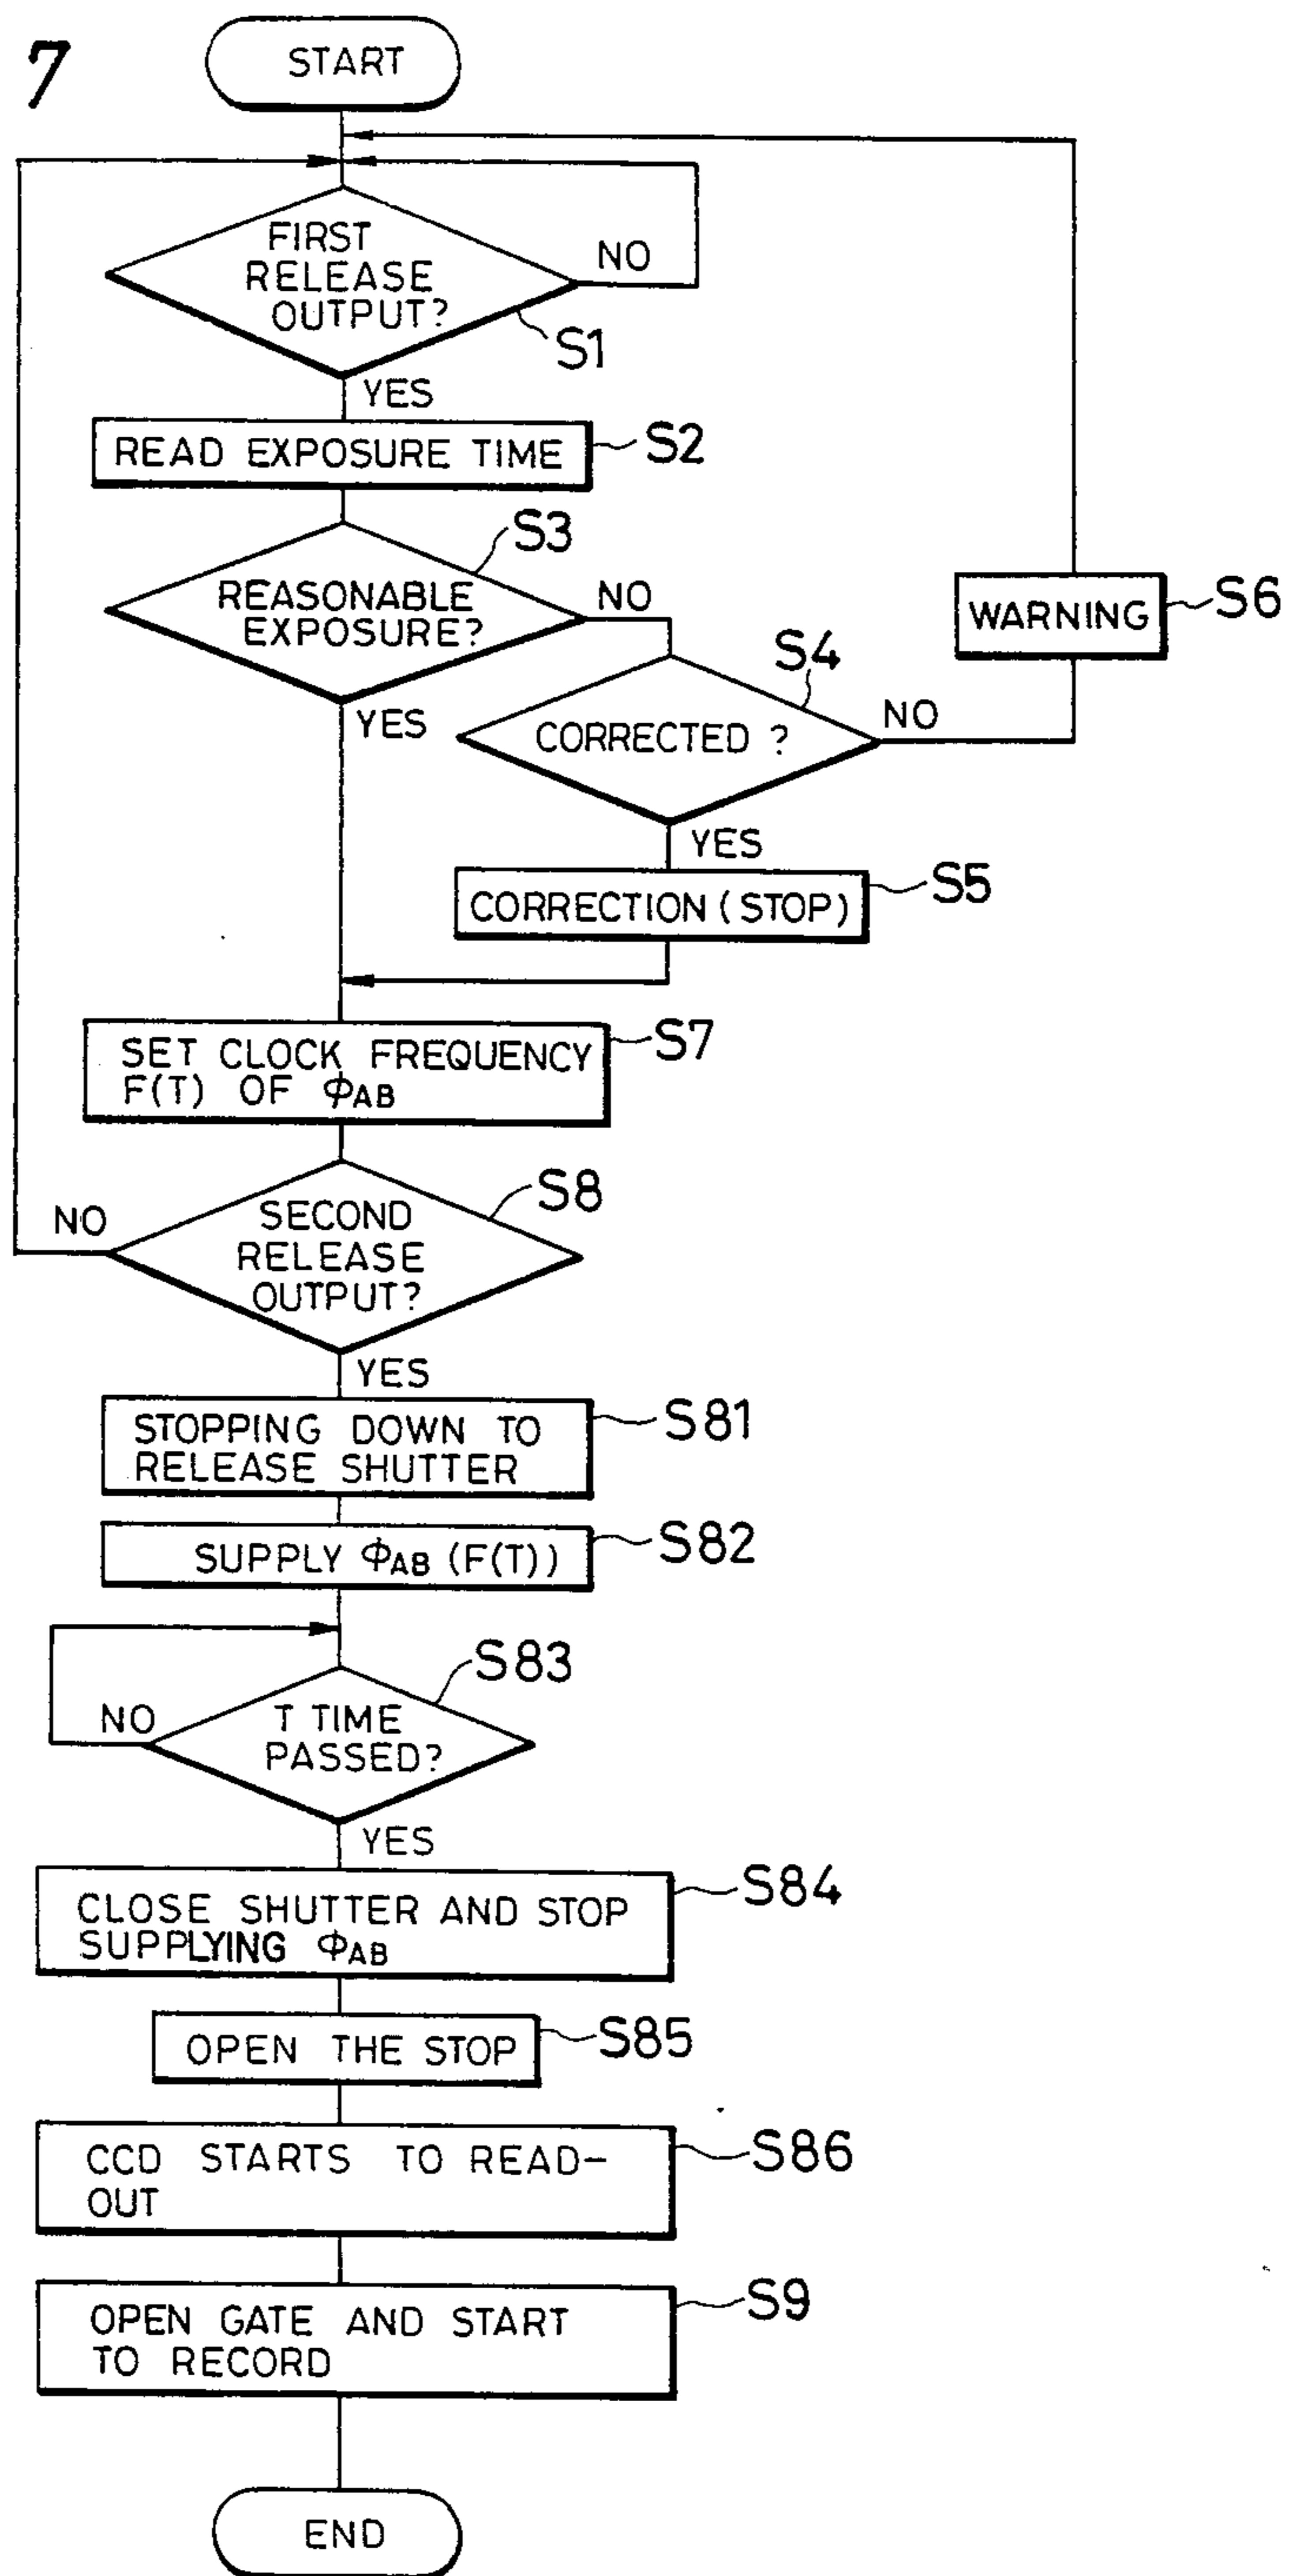 7
START
FIRST
RELEASE
OUTPUT?
NO
S1
YES
READ EXPOSURE TIME
S2
S3
REASONABLE
EXPOSURE?
NO
YES
WARNING
S6
S4
CORRECTED ?
NO
YES
CORRECTION (STOP)
S5
SET CLOCK FREQUENCY
F(T) OF ΦAB
S7
S8
SECOND
RELEASE
OUTPUT?
NO
YES
STOPPING DOWN TO
RELEASE SHUTTER
S81
SUPPLY ΦAB (F(T))
S82
S83
T TIME
PASSED?
NO
YES
CLOSE SHUTTER AND STOP
SUPPLYING ΦAB
S84
OPEN THE STOP
S85
CCD STARTS TO READ-
OUT
S86
OPEN GATE AND START
TO RECORD
S9
END